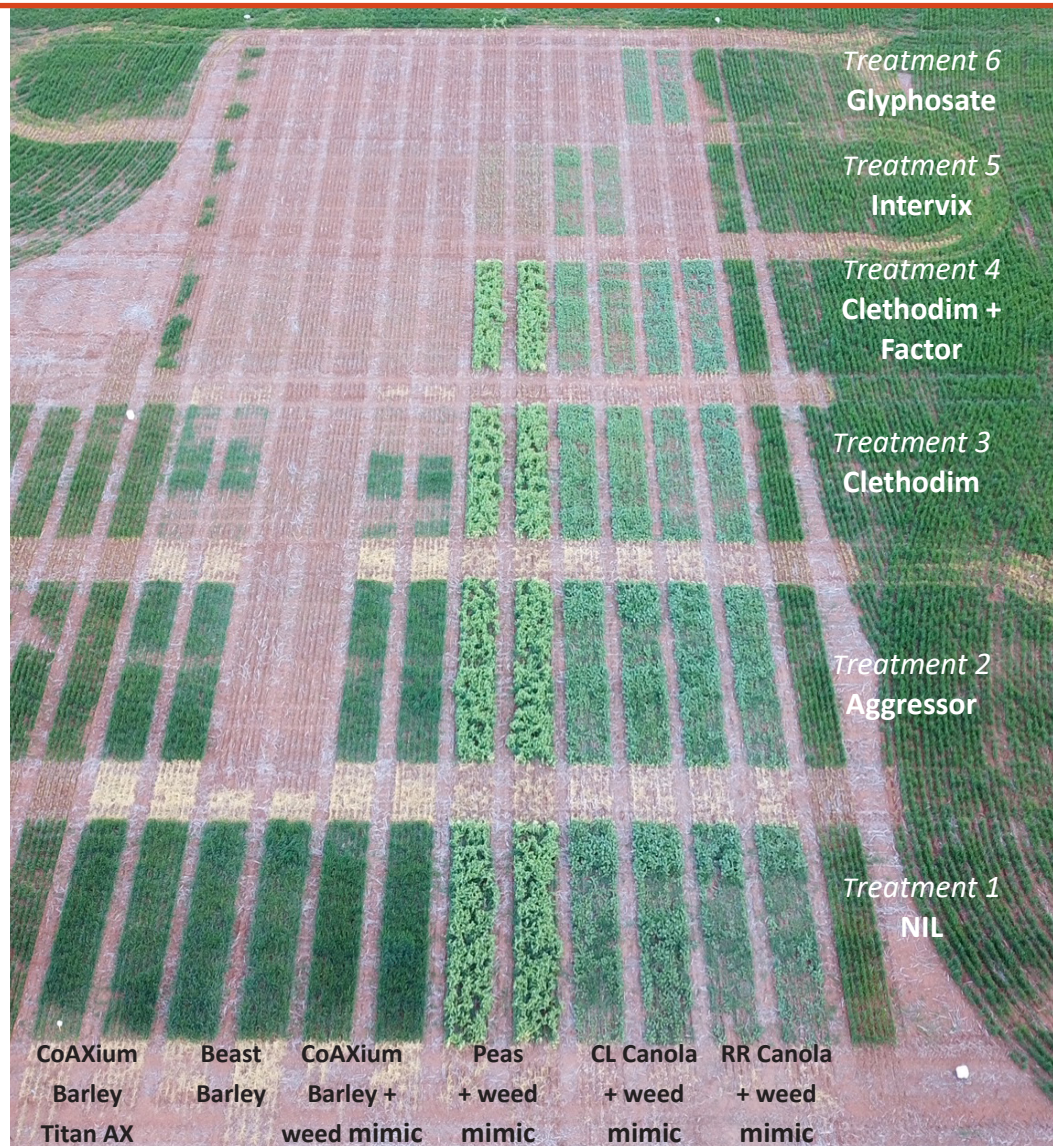 Treatment 6
Glyphosate
Treatment 5
Intervix
Treatment 4
Clethodim +
Factor
Treatment 3
Clethodim
Treatment 2
Aggressor
Treatment 1
NIL
CoAXium
Barley
Titan AX
Beast
Barley
CoAXium
Barley +
weed mimic
Peas
+ weed
mimic
CL Canola
+ weed
mimic
RR Canola
+ weed
mimic